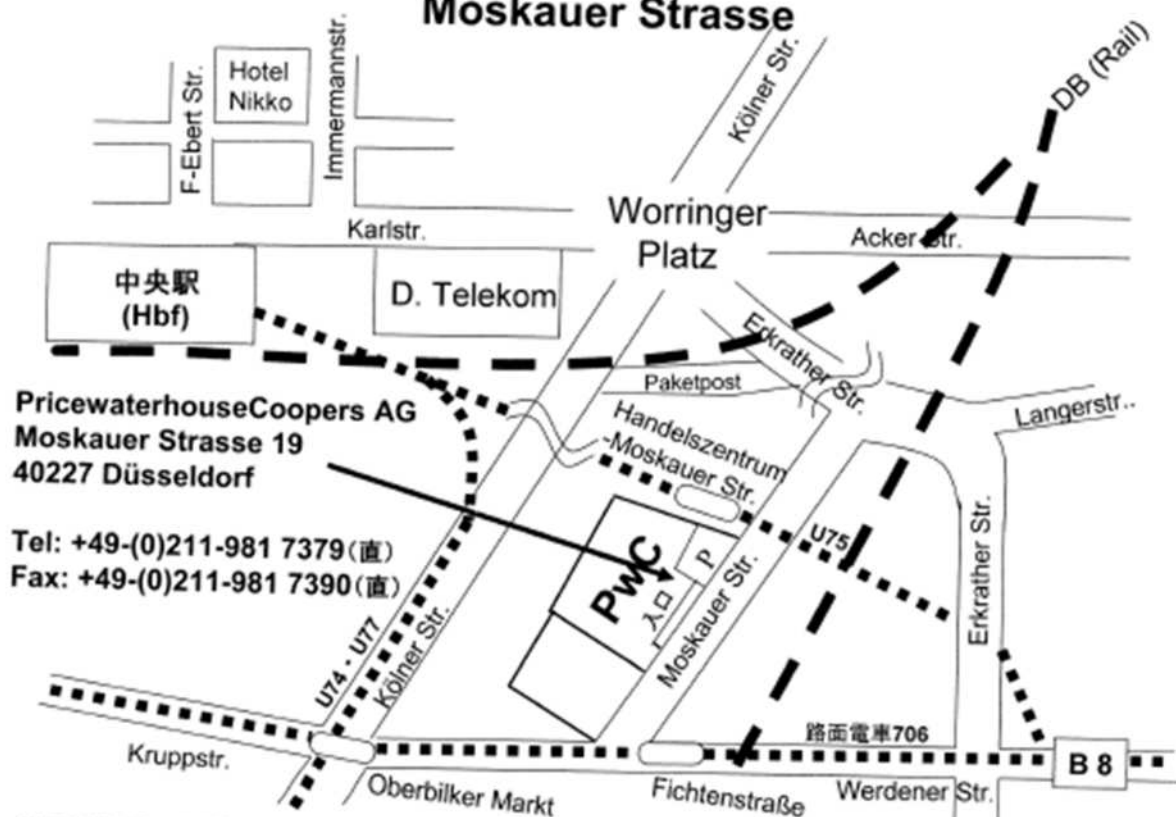 Moskauer Strasse
Kölner Str.
DB (Rail)
Hotel
Nikko
F-Ebert Str.
Immermannstr.
Worringer
Platz
Karlstr.
Acker Str.
中央駅
(Hbf)
D. Telekom
Erkrather Str.
Paketpost
Langerstr..
PricewaterhouseCoopers AG
Moskauer Strasse 19
40227 Düsseldorf
Handelszentrum
-Moskauer Str.
Tel: +49-(0)211-981 7379(直)
Fax: +49-(0)211-981 7390(直)
U75
P
PwC
入口
Moskauer Str.
Erkrather Str.
U74 - U77
Kölner Str.
路面電車706
B 8
Kruppstr.
Oberbilker Markt
Fichtenstraße
Werdener Str.